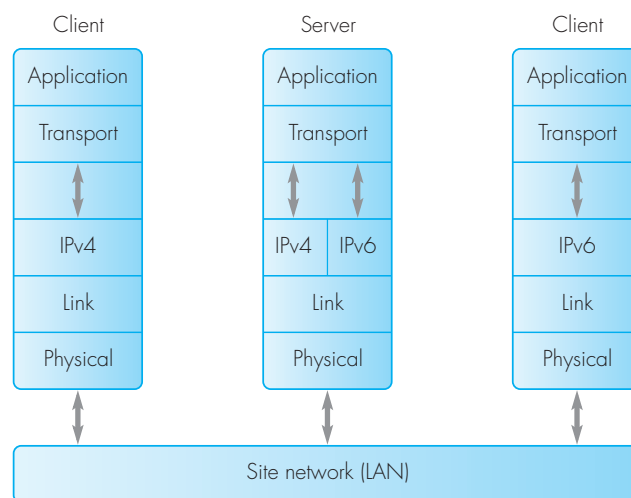 Client Server Client
Application Application Application
Transport Transport Transport
IPv4 IPv4 IPv6 IPv6
Link Link Link
Physical Physical Physical
Site network (LAN)